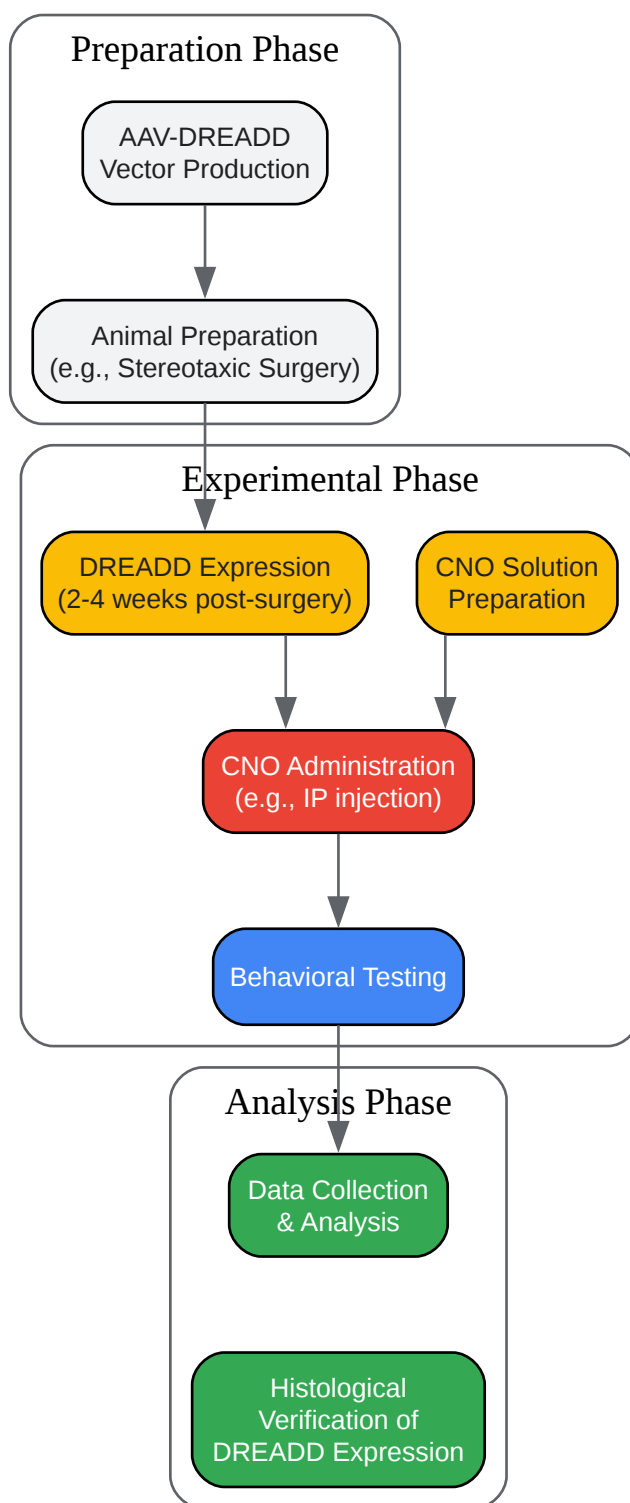 Preparation Phase
AAV-DREADD
Vector Production
Animal Preparation
(e.g., Stereotaxic Surgery)
Experimental Phase
DREADD Expression
(2-4 weeks post-surgery)
CNO Solution
Preparation
CNO Administration
(e.g., IP injection)
Behavioral Testing
Analysis Phase
Data Collection
& Analysis
Histological
Verification of
DREADD Expression